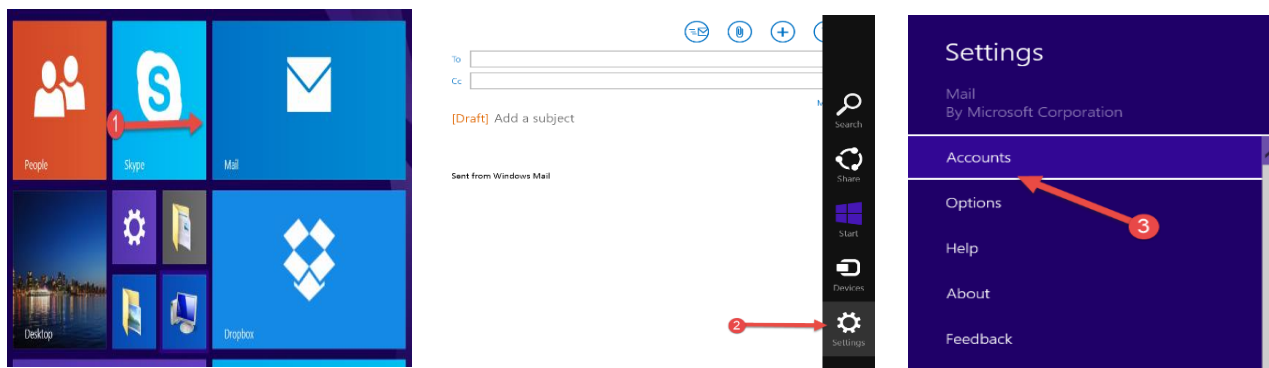 1
People
Skype
Mail
Desktop
Dropbox
To
Cc
[Draft] Add a subject
Sent from Windows Mail
Search
Share
Start
Devices
2
Settings
Settings
Mail
By Microsoft Corporation
Accounts
3
Options
Help
About
Feedback